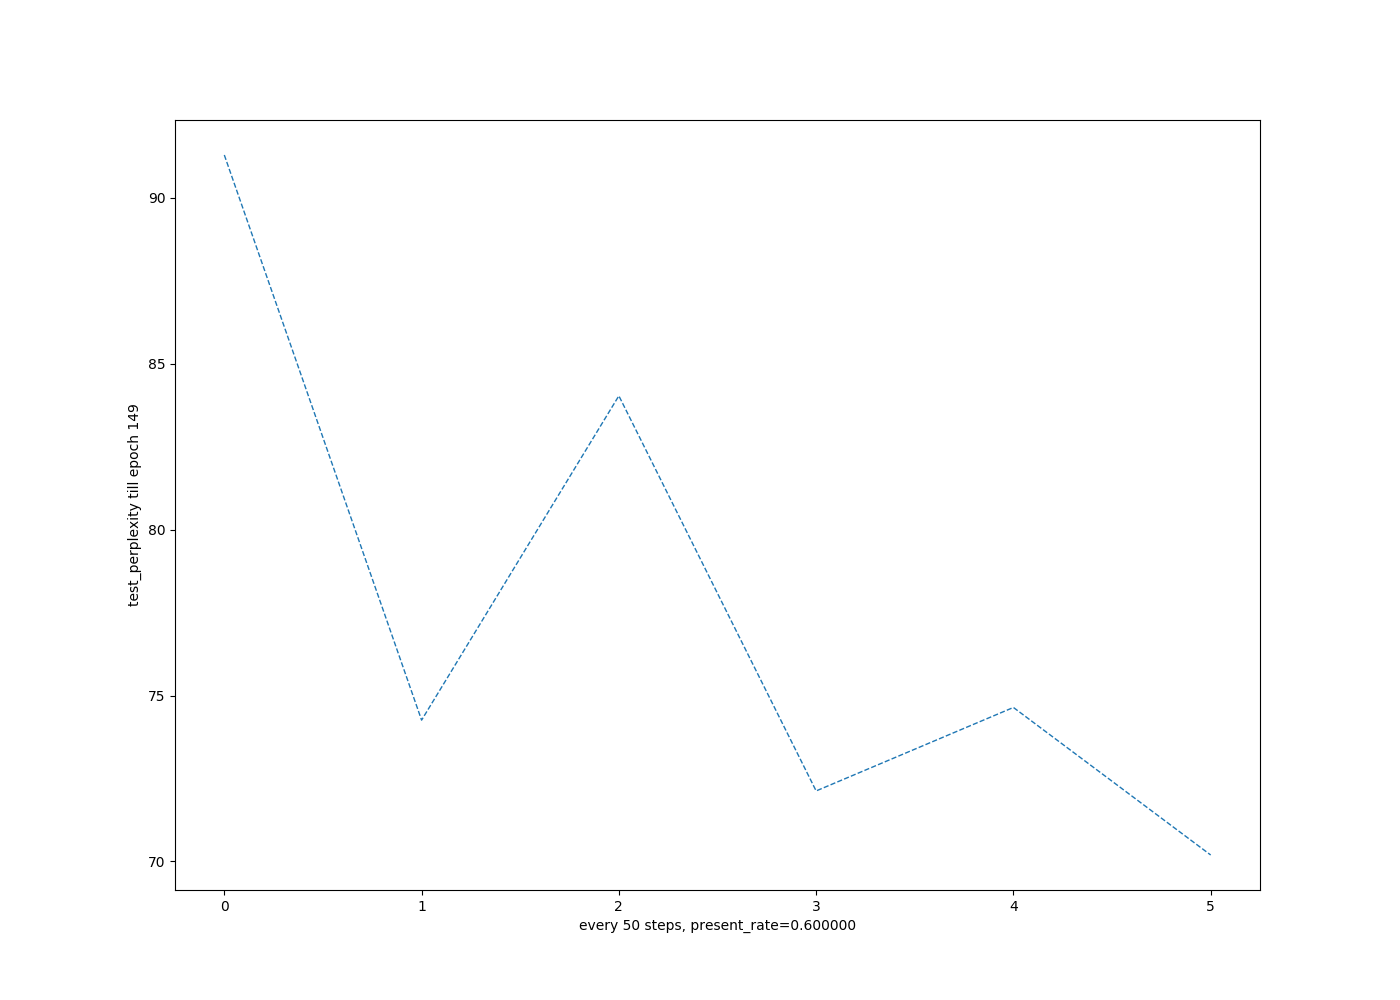 90
85
80
75
70
test_perplexity till epoch 149
0 1 2 3 4 5
every 50 steps, present_rate=0.600000